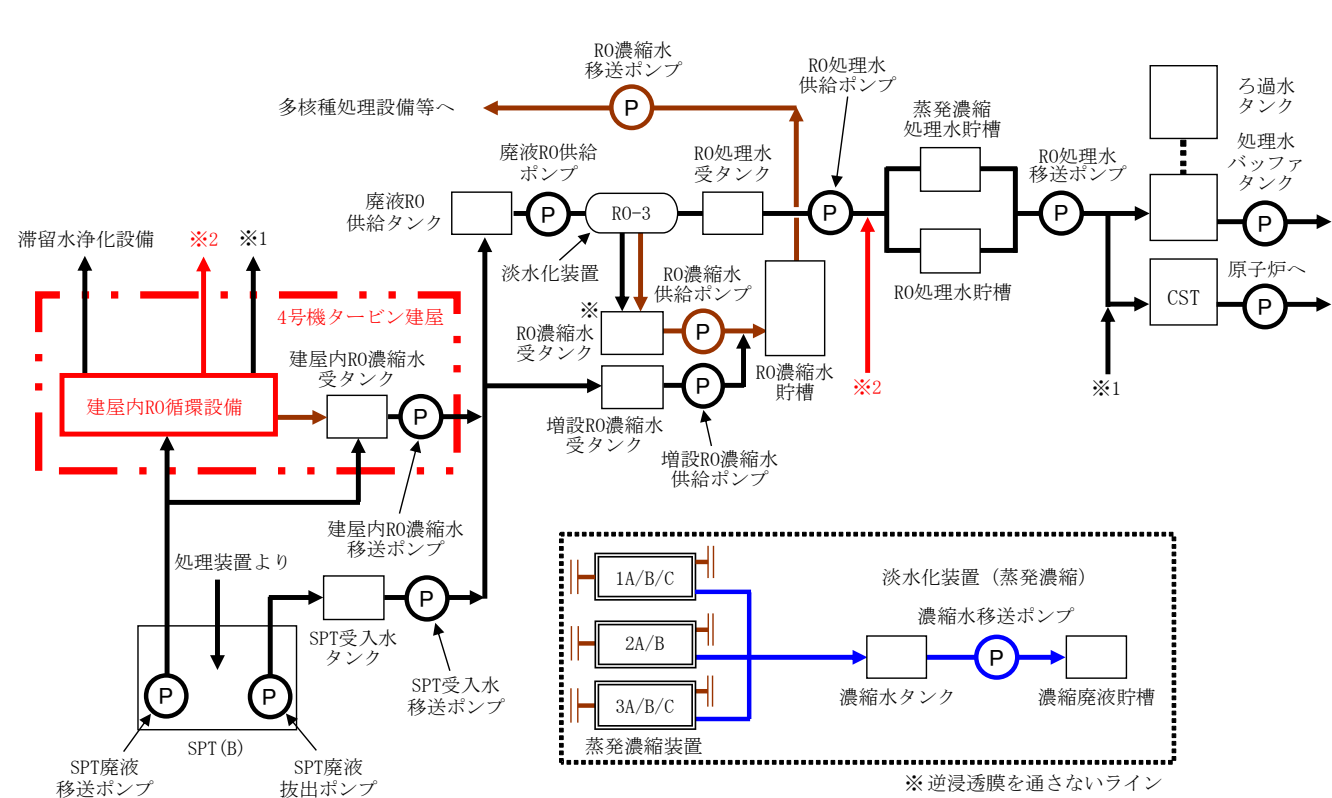 RO濃縮水
移送ポンプ
P
多核種処理設備等へ
RO処理水
供給ポンプ
蒸発濃縮
処理水貯槽
ろ過水
タンク
廃液RO供給
ポンプ
P
RO処理水
受タンク
RO処理水
移送ポンプ
処理水
バッファ
タンク
廃液RO
供給タンク
RO-3
P
P
P
滞留水浄化設備
※2
※1
淡水化装置
RO濃縮水
供給ポンプ
RO処理水貯槽
原子炉へ
CST
P
4号機タービン建屋
※
RO濃縮水
受タンク
P
建屋内RO濃縮水
受タンク
RO濃縮水
貯槽
※2
※1
建屋内RO循環設備
P
P
増設RO濃縮水
受タンク
増設RO濃縮水
供給ポンプ
建屋内RO濃縮水
移送ポンプ
処理装置より
P
SPT受入水
タンク
SPT受入水
移送ポンプ
P
P
SPT(B)
SPT廃液
移送ポンプ
SPT廃液
抜出ポンプ
1A/B/C
2A/B
3A/B/C
蒸発濃縮装置
淡水化装置(蒸発濃縮)
濃縮水移送ポンプ
P
濃縮水タンク
濃縮廃液貯槽
※逆浸透膜を通さないライン